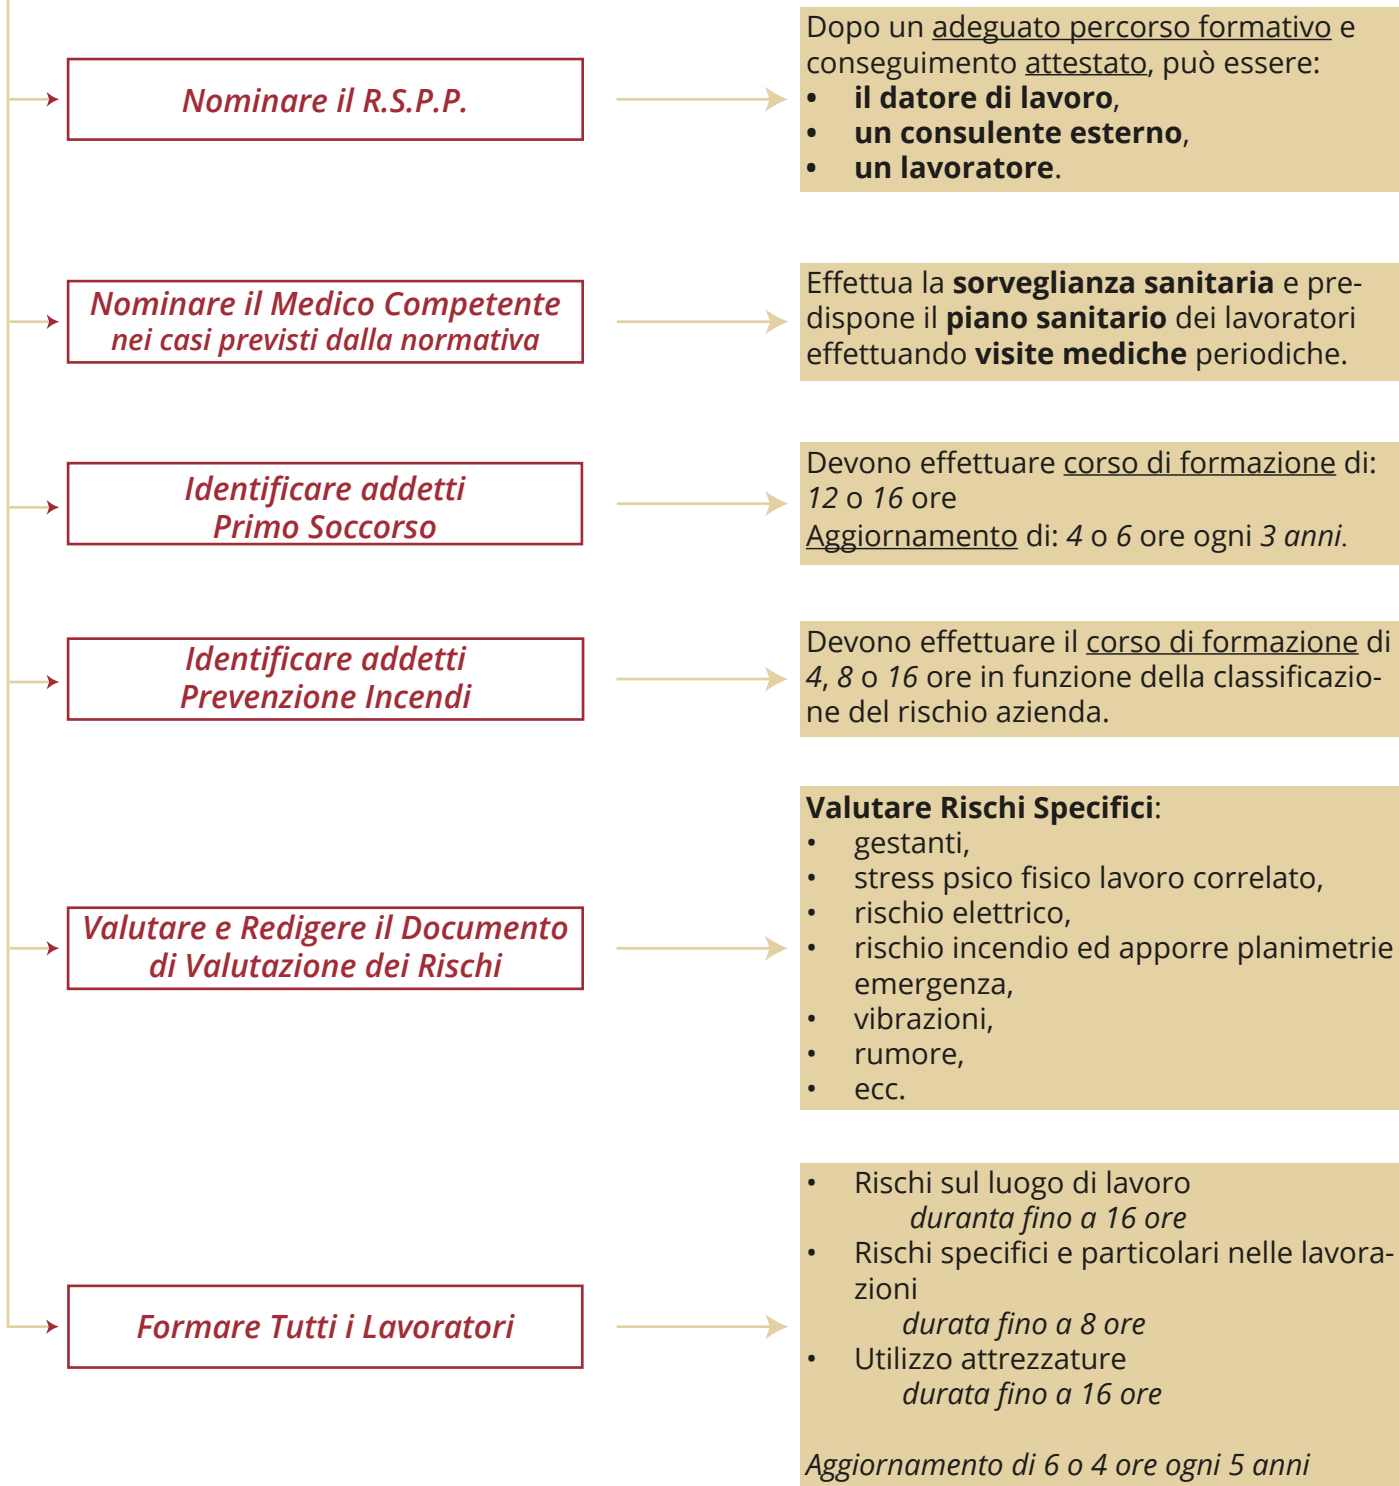 Nominare il R.S.P.P.
Dopo un adeguato percorso formativo e
conseguimento attestato, può essere:
• il datore di lavoro,
• un consulente esterno,
• un lavoratore.
Nominare il Medico Competente
nei casi previsti dalla normativa
Effettua la sorveglianza sanitaria e pre-
dispone il piano sanitario dei lavoratori
effettuando visite mediche periodiche.
Identificare addetti
Primo Soccorso
Devono effettuare corso di formazione di:
12 o 16 ore
Aggiornamento di: 4 o 6 ore ogni 3 anni.
Identificare addetti
Prevenzione Incendi
Devono effettuare il corso di formazione di
4, 8 o 16 ore in funzione della classificazio-
ne del rischio azienda.
Valutare e Redigere il Documento
di Valutazione dei Rischi
Valutare Rischi Specifici:
• gestanti,
• stress psico fisico lavoro correlato,
• rischio elettrico,
• rischio incendio ed apporre planimetrie
emergenza,
• vibrazioni,
• rumore,
• ecc.
Formare Tutti i Lavoratori
• Rischi sul luogo di lavoro
duranta fino a 16 ore
• Rischi specifici e particolari nelle lavora-
zioni
durata fino a 8 ore
• Utilizzo attrezzature
durata fino a 16 ore
Aggiornamento di 6 o 4 ore ogni 5 anni